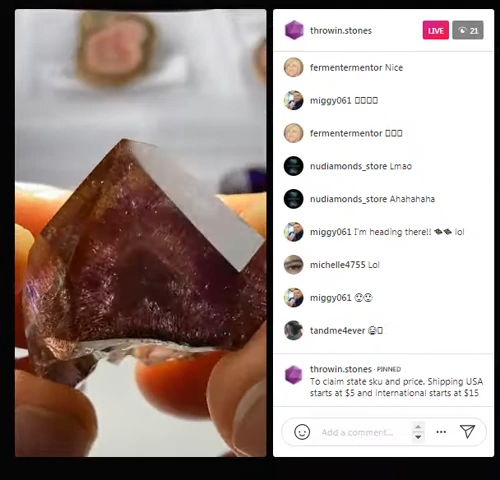 throwin.stones LIVE 21
fermentermentor Nice
miggy061
fermentermentor
nudiamonds_store Lmao
nudiamonds_store Ahahahaha
miggy061 I'm heading there!! lol
michelle4755 Lol
miggy061
tandme4ever
throwin.stones · PINNED
To claim state sku and price. Shipping USA
starts at $5 and international starts at $15
Add a comment...